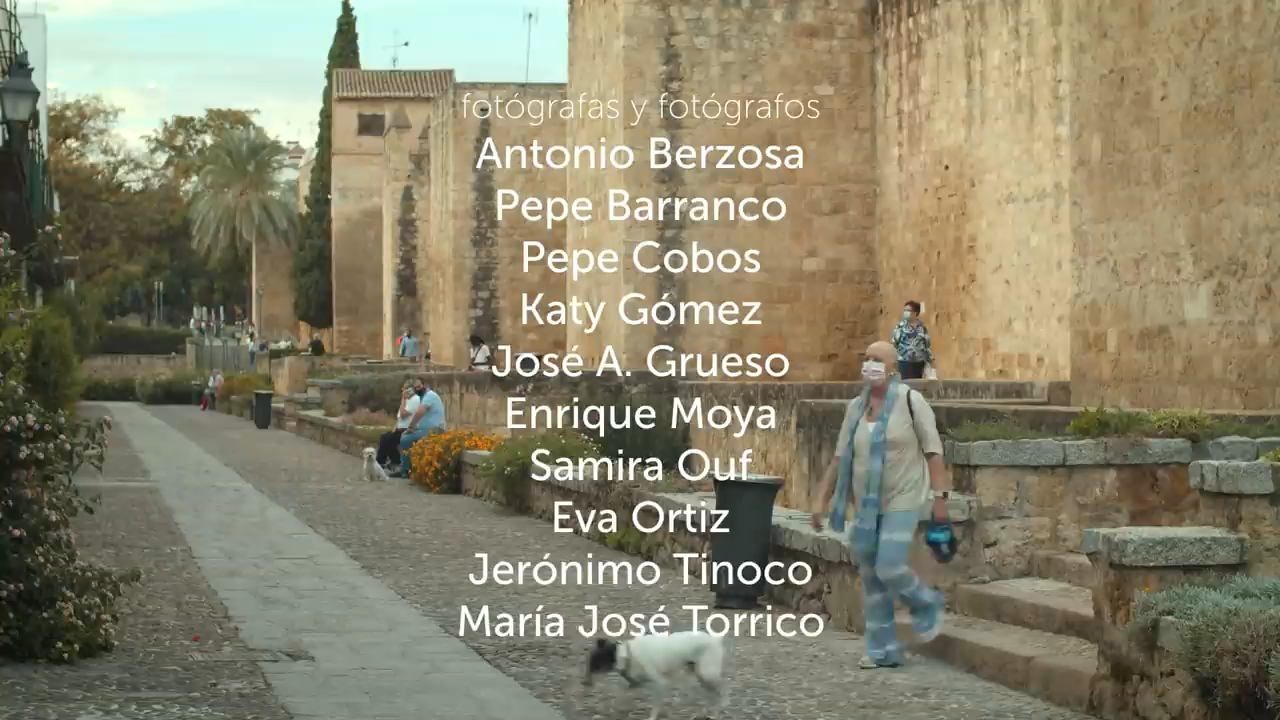 fotógrafas y fotógrafos
Antonio Berzosa
Pepe Barranco
Pepe Cobos
Katy Gómez
José A. Grueso
Enrique Moya
Samira Ouf
Eva Ortiz
Jerónimo Tinoco
María José Torrico